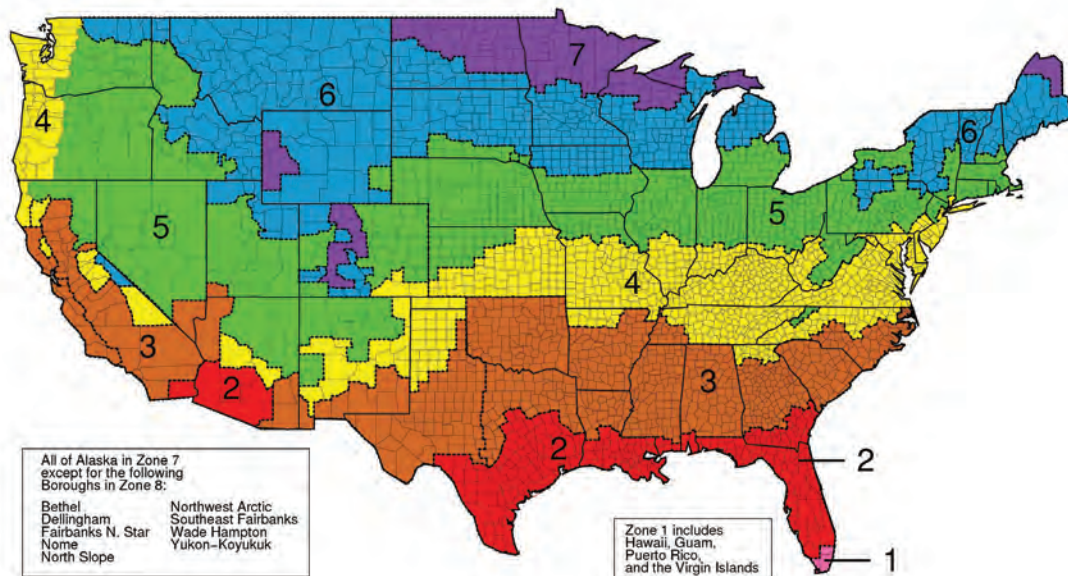 7
6
4
6
5
5
4
3
3
2
2
2
1
All of Alaska in Zone 7
except for the following
Boroughs in Zone 8:
Bethel
Dellingham
Fairbanks N. Star
Nome
North Slope
Northwest Arctic
Southeast Fairbanks
Wade Hampton
Yukon-Koyukuk
Zone 1 includes
Hawaii, Guam,
Puerto Rico,
and the Virgin Islands